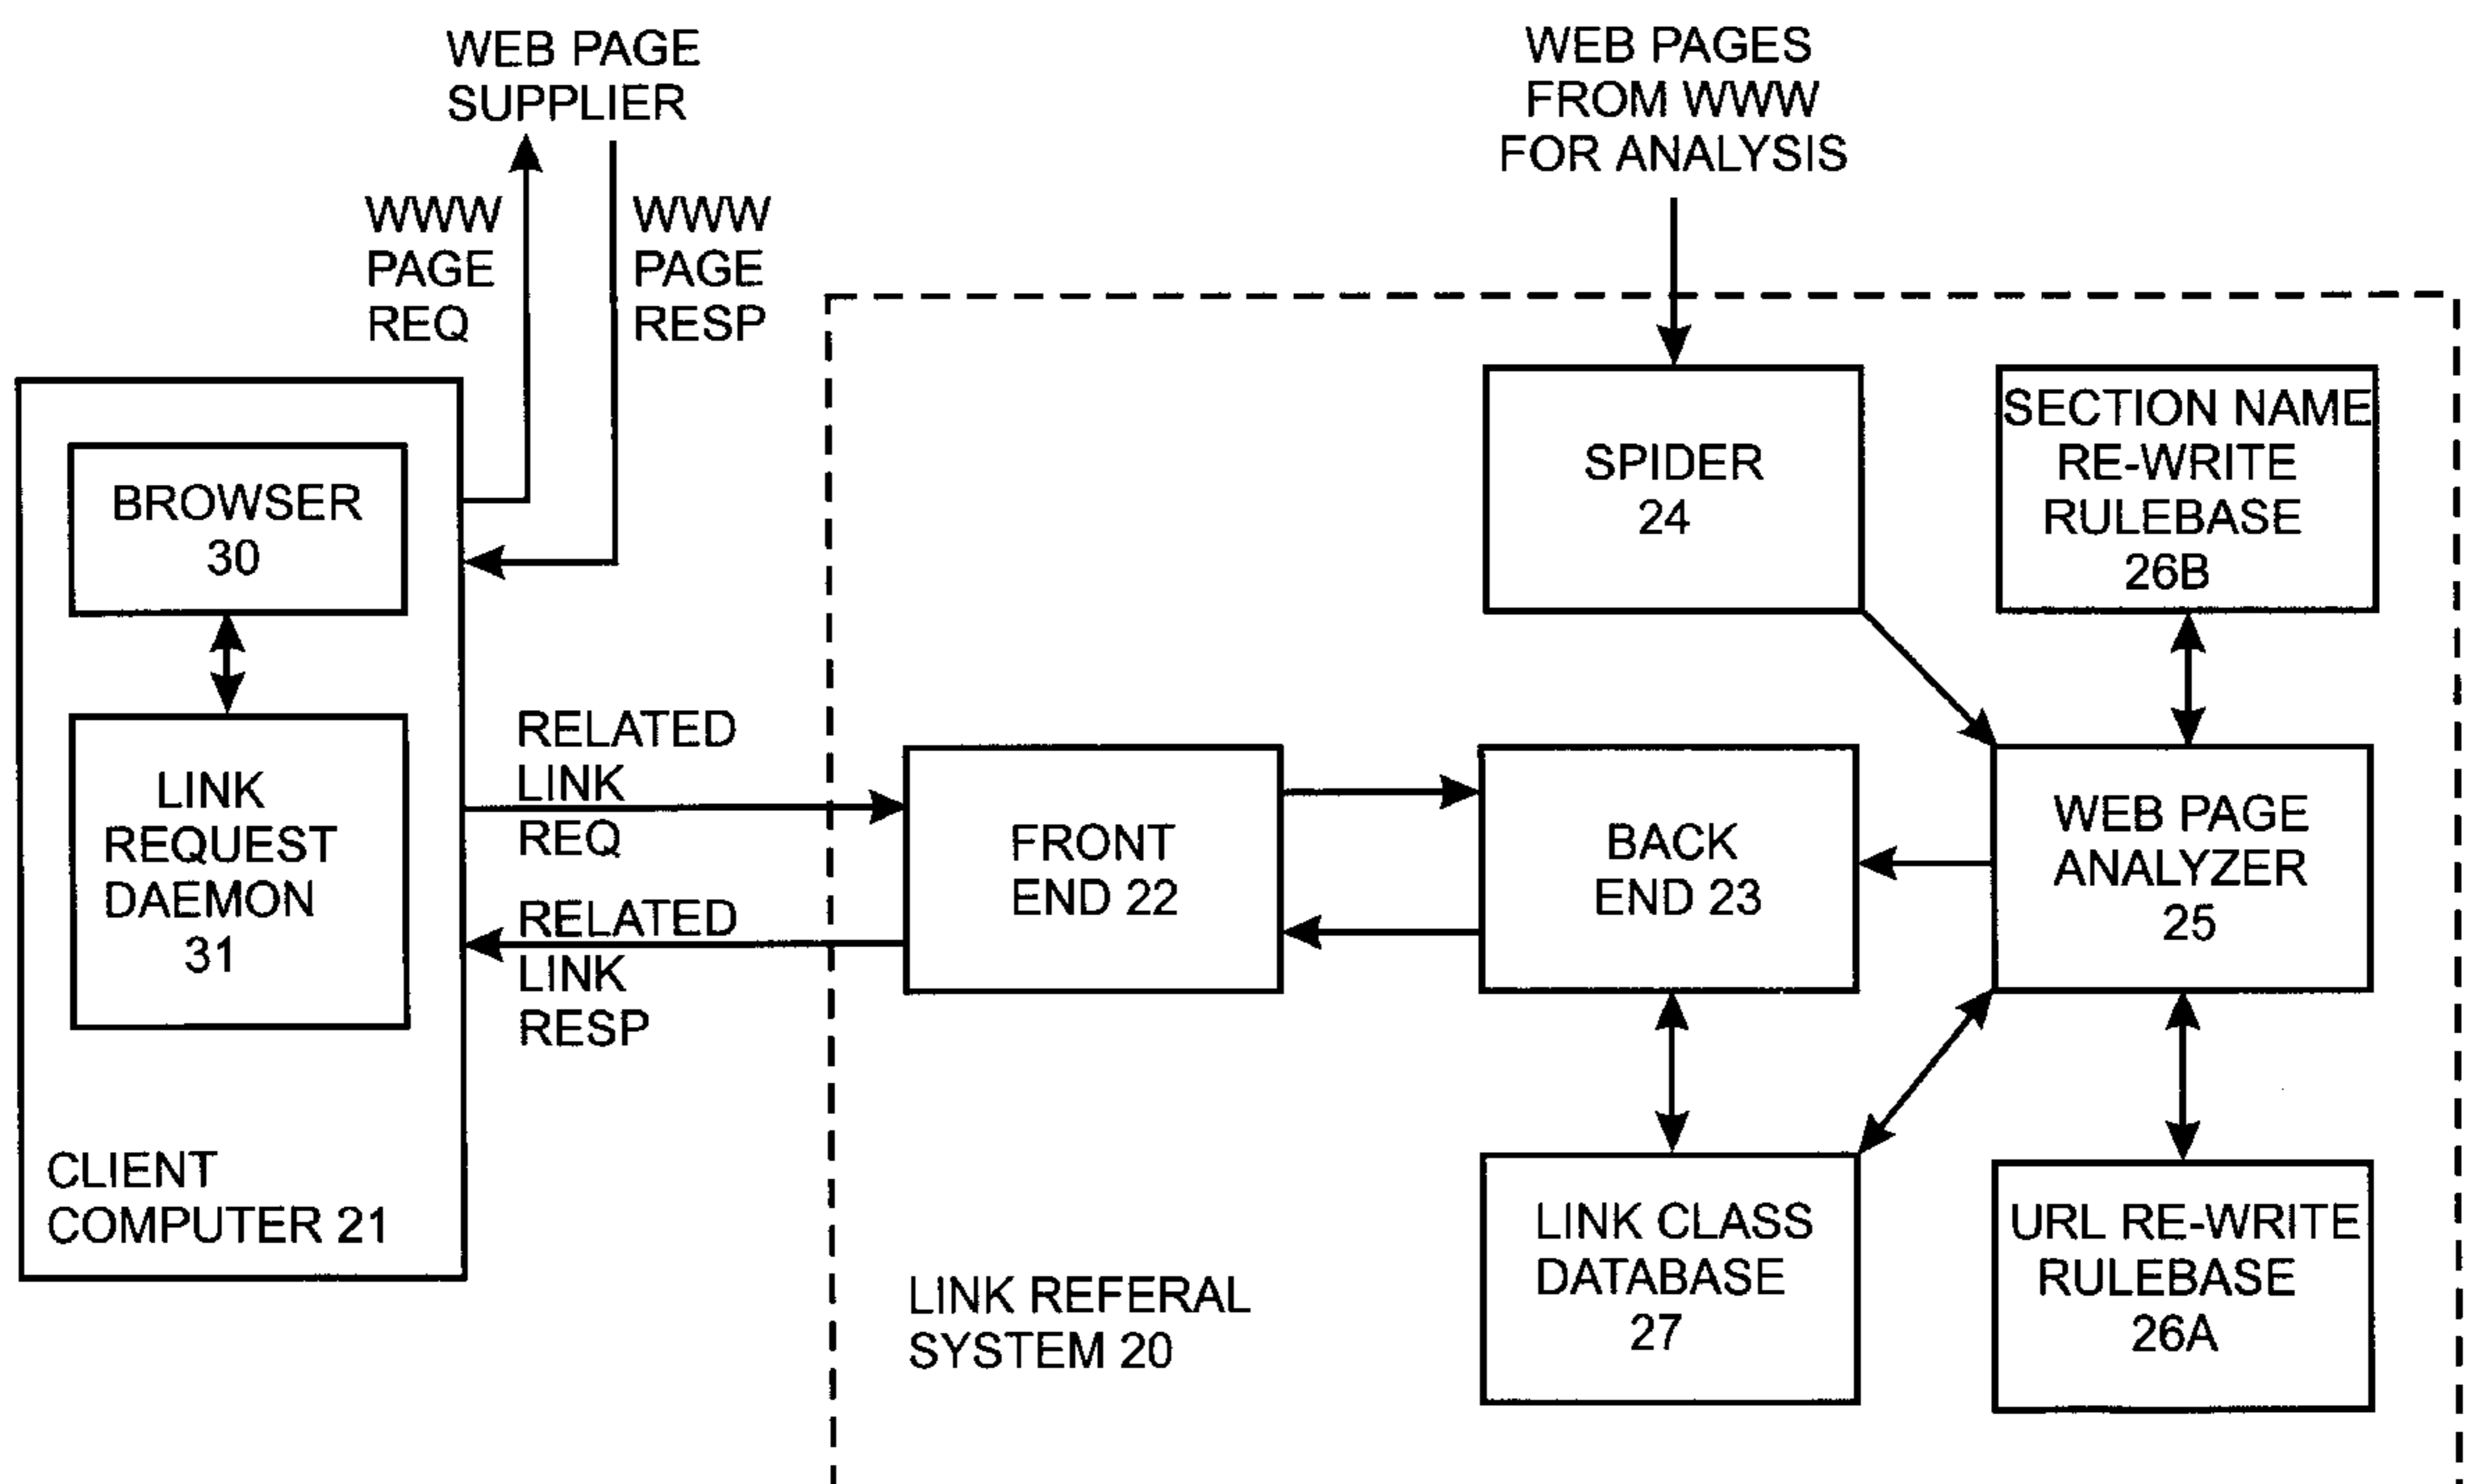 WEB PAGE
SUPPLIER
WEB PAGES
FROM WWW
FOR ANALYSIS
WWW
PAGE
REQ
WWW
PAGE
RESP
BROWSER
30
LINK
REQUEST
DAEMON
31
CLIENT
COMPUTER 21
RELATED
LINK
REQ
RELATED
LINK
RESP
FRONT
END 22
BACK
END 23
SPIDER
24
SECTION NAME
RE-WRITE
RULEBASE
26B
WEB PAGE
ANALYZER
25
LINK CLASS
DATABASE
27
URL RE-WRITE
RULEBASE
26A
LINK REFERAL
SYSTEM 20